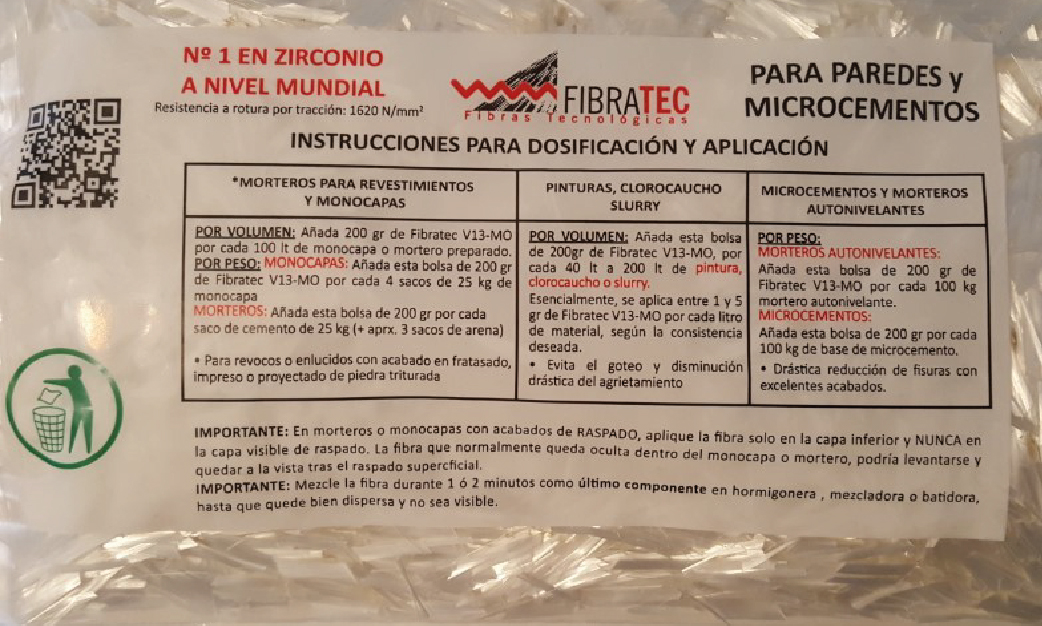 Nº 1 EN ZIRCONIO
A NIVEL MUNDIAL
Resistencia a rotura por tracción: 1620 N/mm²
FIBRATEC
Fibras Tecnológicas
PARA PAREDES y
MICROCEMENTOS
INSTRUCCIONES PARA DOSIFICACIÓN Y APLICACIÓN
*MORTEROS PARA REVESTIMIENTOS
Y MONOCAPAS
POR VOLUMEN: Añada 200 gr de Fibratec V13-MO
por cada 100 lt de monocapa o mortero preparado.
POR PESO: MONOCAPAS: Añada esta bolsa de 200 gr
de Fibratec V13-MO por cada 4 sacos de 25 kg de
monocapa
MORTEROS: Añada esta bolsa de 200 gr por cada
saco de cemento de 25 kg (+ aprx. 3 sacos de arena)
• Para revocos o enlucidos con acabado en fratasado,
impreso o proyectado de piedra triturada
PINTURAS, CLOROCAUCHO
SLURRY
POR VOLUMEN: Añada esta bolsa
de 200gr de Fibratec V13-MO, por
cada 40 lt a 200 lt de pintura,
clorocaucho o slurry.
Esencialmente, se aplica entre 1 y 5
gr de Fibratec V13-MO por cada litro
de material, según la consistencia
deseada.
• Evita el goteo y disminución
drástica del agrietamiento
MICROCEMENTOS Y MORTEROS
AUTONIVELANTES
POR PESO:
MORTEROS AUTONIVELANTES:
Añada esta bolsa de 200 gr de
Fibratec V13-MO por cada 100 kg
mortero autonivelante.
MICROCEMENTOS:
Añada esta bolsa de 200 gr por cada
100 kg de base de microcemento.
• Drástica reducción de fisuras con
excelentes acabados.
IMPORTANTE: En morteros o monocapas con acabados de RASPADO, aplique la fibra solo en la capa inferior y NUNCA en
la capa visible de raspado. La fibra que normalmente queda oculta dentro del monocapa o mortero, podría levantarse y
quedar a la vista tras el raspado supercficial.
IMPORTANTE: Mezcle la fibra durante 1 ó 2 minutos como último componente en hormigonera , mezcladora o batidora,
hasta que quede bien dispersa y no sea visible.